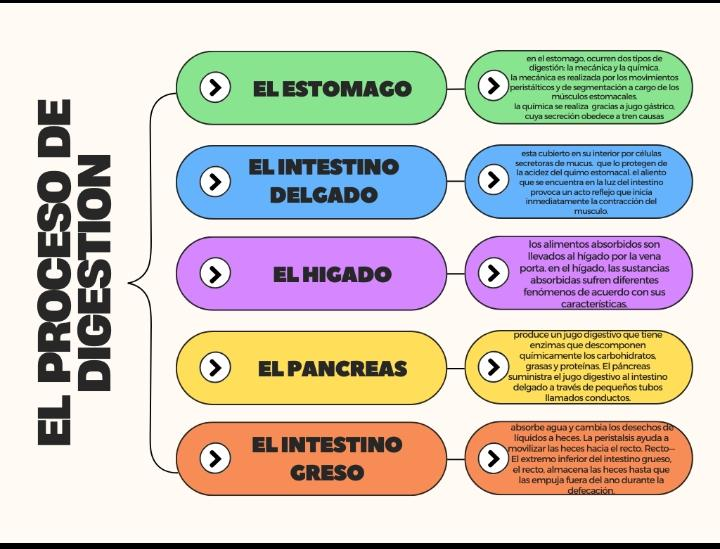 EL PROCESO DE
DIGESTION
EL ESTOMAGO
en el estomago, ocurren dos tipos de
digestión: la mecánica y la química.
la mecánica es realizada por los movimientos
peristálticos y de segmentación a cargo de los
músculos estomacales.
la química se realiza gracias a jugo gástrico,
cuya secreción obedece a tren causas
EL INTESTINO
DELGADO
esta cubierto en su interior por células
secretoras de mucus. que lo protegen de
la acidez del quimo estomacal. el aliento
que se encuentra en la luz del intestino
provoca un acto reflejo que inicia
inmediatamente la contracción del
musculo.
EL HIGADO
los alimentos absorbidos son
llevados al hígado por la vena
porta. en el hígado, las sustancias
absorbidas sufren diferentes
fenómenos de acuerdo con sus
características.
EL PANCREAS
produce un jugo digestivo que tiene
enzimas que descomponen
químicamente los carbohidratos,
grasas y proteínas. El páncreas
suministra el jugo digestivo al intestino
delgado a través de pequeños tubos
llamados conductos.
EL INTESTINO
GRESO
absorbe agua y cambia los desechos de
líquidos a heces. La peristalsis ayuda a
movilizar las heces hacia el recto. Recto—
El extremo inferior del intestino grueso,
el recto, almacena las heces hasta que
las empuja fuera del ano durante la
defecación.